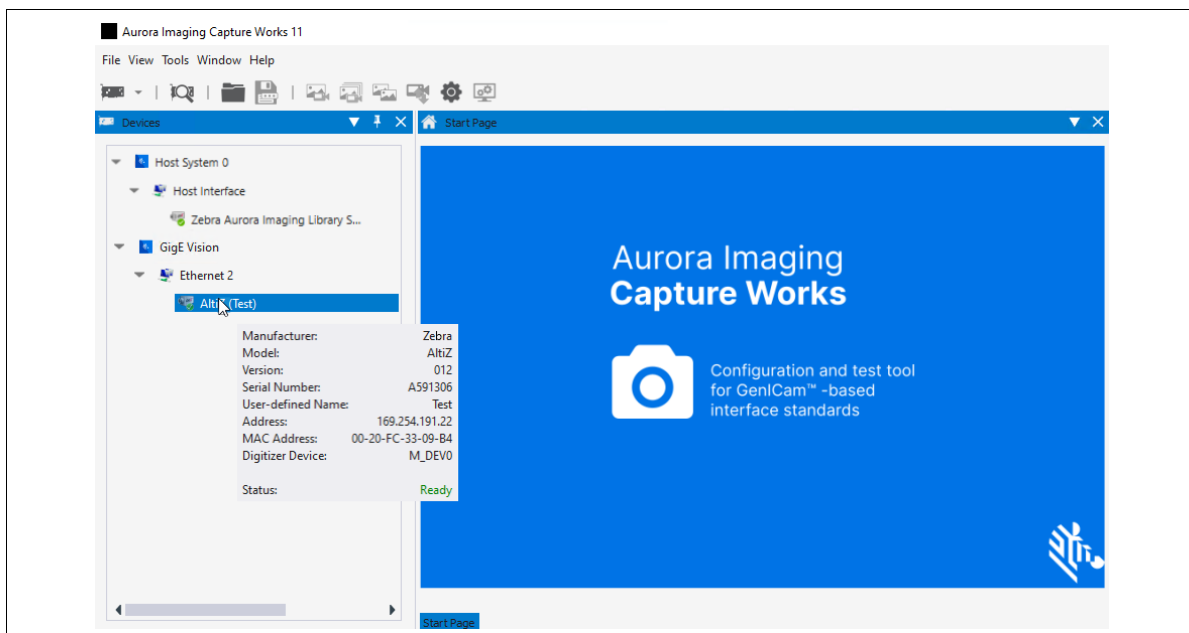 Aurora Imaging Capture Works 11
File View Tools Window Help
Devices
Start Page
Host System 0
Host Interface
Zebra Aurora Imaging Library S...
GigE Vision
Ethernet 2
AltiZ (Test)
Manufacturer: Zebra
Model: AltiZ
Version: 012
Serial Number: A591306
User-defined Name: Test
Address: 169.254.191.22
MAC Address: 00-20-FC-33-09-B4
Digitizer Device: M_DEV0
Status: Ready
Aurora Imaging
Capture Works
Configuration and test tool
for GenICam™ -based
interface standards
Start Page